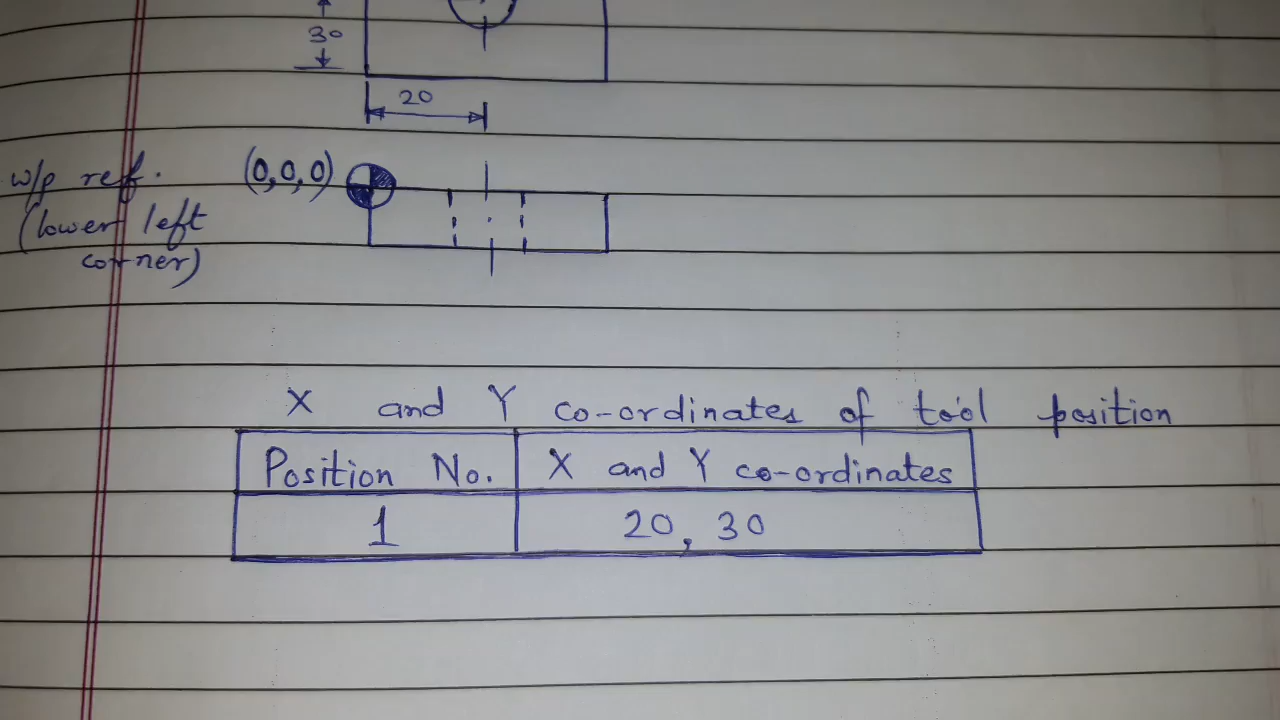 30
20
w/p ref. (0,0,0)
(lower left
corner)
X and Y co-ordinates of tool position
Position No. X and Y co-ordinates
1 20, 30